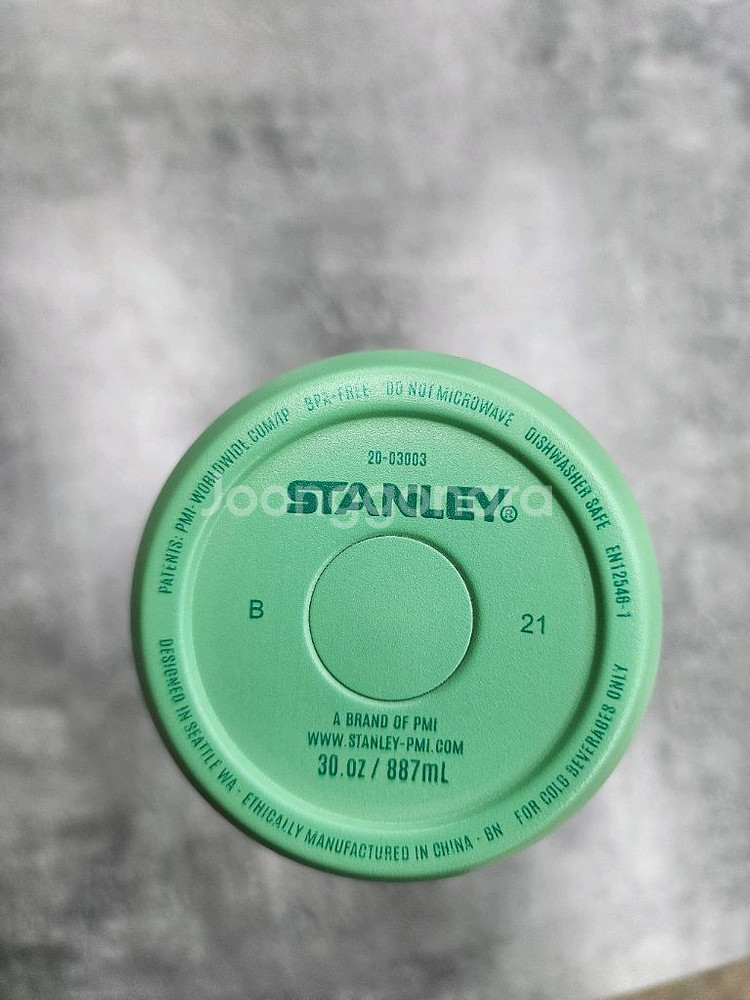 PATENTS: PMI-WORLDWIDE.COM/IP BPA-FREE DO NOT MICROWAVE DISHWASHER SAFE EN12546-1
20-03003
STANLEY®
Joonggonara
B
21
A BRAND OF PMI
WWW.STANLEY-PMI.COM
30.oz / 887mL
DESIGNED IN SEATTLE WA - ETHICALLY MANUFACTURED IN CHINA · BN FOR COLD BEVERAGES ONLY